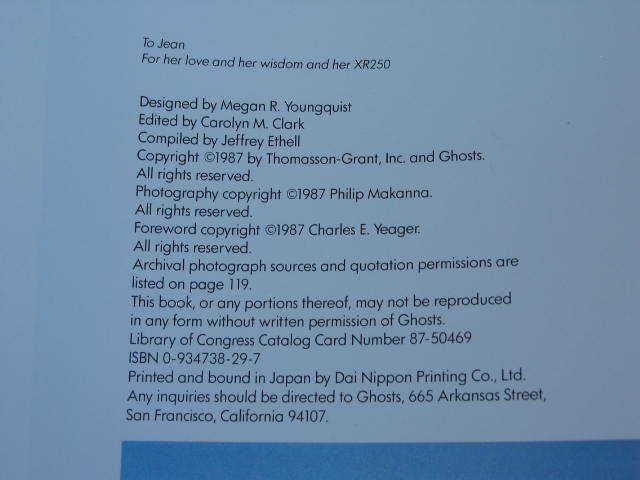 To Jean
For her love and her wisdom and her XR250
Designed by Megan R. Youngquist
Edited by Carolyn M. Clark
Compiled by Jeffrey Ethell
Copyright ©1987 by Thomasson-Grant, Inc. and Ghosts.
All rights reserved.
Photography copyright ©1987 Philip Makanna.
All rights reserved.
Foreword copyright ©1987 Charles E. Yeager.
All rights reserved.
Archival photograph sources and quotation permissions are
listed on page 119.
This book, or any portions thereof, may not be reproduced
in any form without written permission of Ghosts.
Library of Congress Catalog Card Number 87-50469
ISBN 0-934738-29-7
Printed and bound in Japan by Dai Nippon Printing Co., Ltd.
Any inquiries should be directed to Ghosts, 665 Arkansas Street,
San Francisco, California 94107.